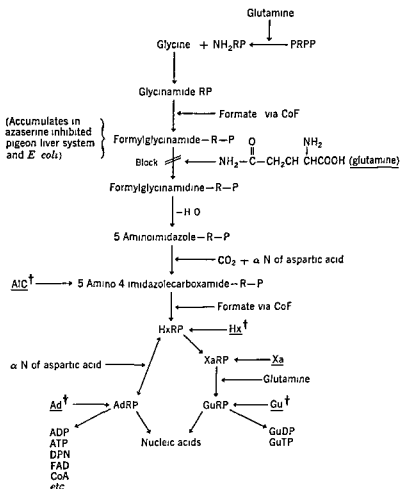 Glutamine
Glycine + NH₂RP PRPP
Glycinamide RP
Formate via CoF
(Accumulates in
azaserine inhibited
pigeon liver system
and E coli)
Formylglycinamide—R—P
Block
O NH₂
NH₂—C—CH₂CH COOH (glutamine)
Formylglycinamidine—R—P
—H O
5 Aminoimidazole—R—P
CO₂ + α N of aspartic acid
AIC† 5 Amino 4 imidazolecarboxamide—R—P
Formate via CoF
HxRP Hx†
α N of aspartic acid
XaRP Xa
Glutamine
Ad† AdRP GuRP Gu†
ADP
ATP
DPN
FAD
CoA
etc
Nucleic acids
GuDP
GuTP